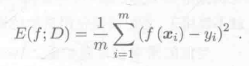 E(f; D) = \frac{1}{m} \sum_{i=1}^{m} (f(\boldsymbol{x}_i) - y_i)^2 .